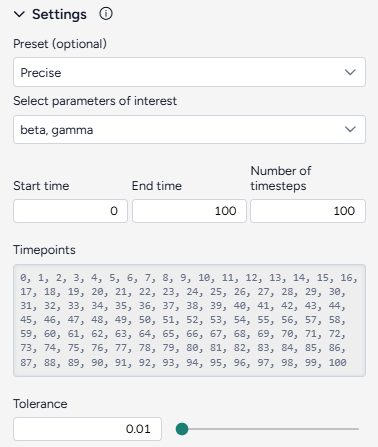 Settings
Preset (optional)
Precise
Select parameters of interest
beta, gamma
Start time
End time
Number of
timesteps
0
100
100
Timepoints
0, 1, 2, 3, 4, 5, 6, 7, 8, 9, 10, 11, 12, 13, 14, 15, 16,
17, 18, 19, 20, 21, 22, 23, 24, 25, 26, 27, 28, 29, 30,
31, 32, 33, 34, 35, 36, 37, 38, 39, 40, 41, 42, 43, 44,
45, 46, 47, 48, 49, 50, 51, 52, 53, 54, 55, 56, 57, 58,
59, 60, 61, 62, 63, 64, 65, 66, 67, 68, 69, 70, 71, 72,
73, 74, 75, 76, 77, 78, 79, 80, 81, 82, 83, 84, 85, 86,
87, 88, 89, 90, 91, 92, 93, 94, 95, 96, 97, 98, 99, 100
Tolerance
0.01